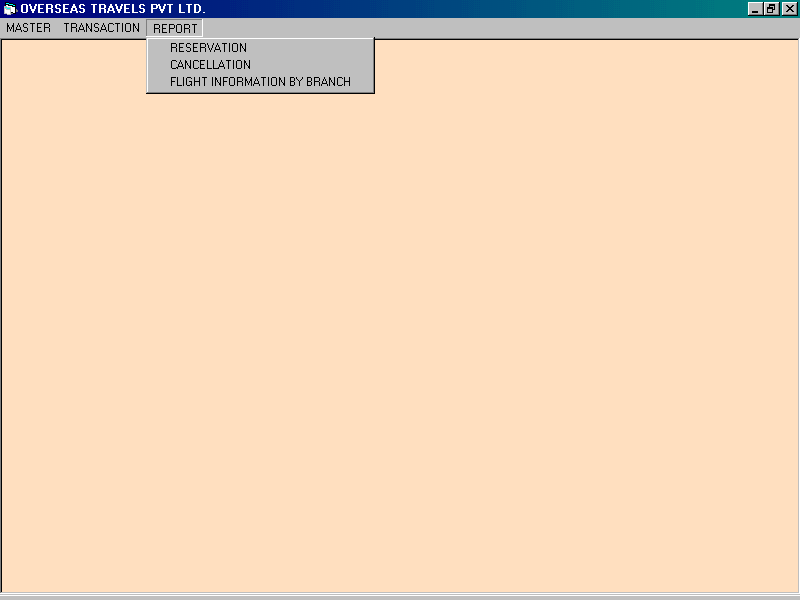 OVERSEAS TRAVELS PVT LTD.
MASTER TRANSACTION REPORT
RESERVATION
CANCELLATION
FLIGHT INFORMATION BY BRANCH